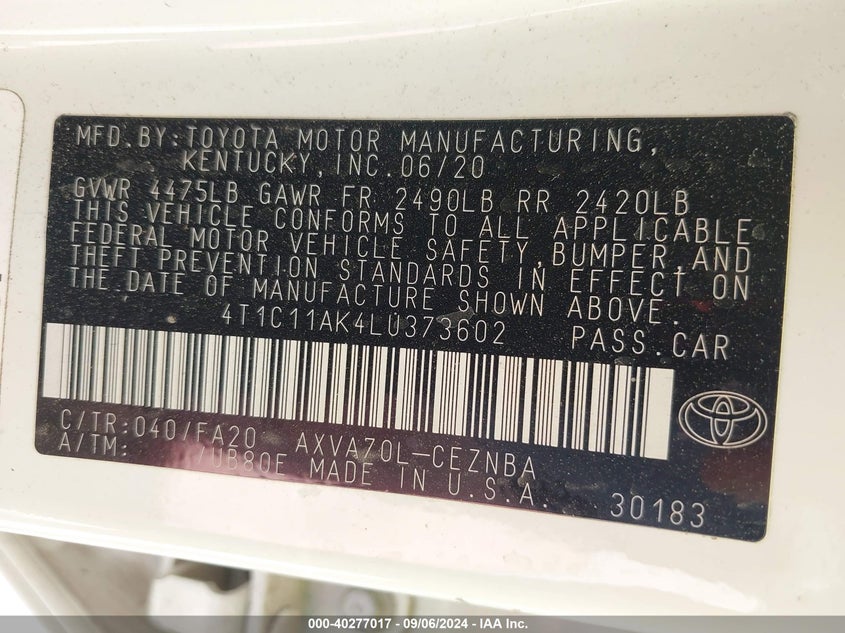 MFD.BY:TOYOTA MOTOR MANUFACTURING,
KENTUCKY,INC.06/20
GVWR 4475LB GAWR FR 2490LB RR 2420LB
THIS VEHICLE CONFORMS TO ALL APPLICABLE
FEDERAL MOTOR VEHICLE SAFETY,BUMPER,AND
THEFT PREVENTION STANDARDS IN EFFECT ON
THE DATE OF MANUFACTURE SHOWN ABOVE.
4T1C11AK4LU373602 PASS.CAR
C/TR:040/FA20 AXVA70L-CEZNBA
A/TM: /UB80E MADE IN U.S.A. 30183
000-40277017 - 09/06/2024 - IAA Inc.